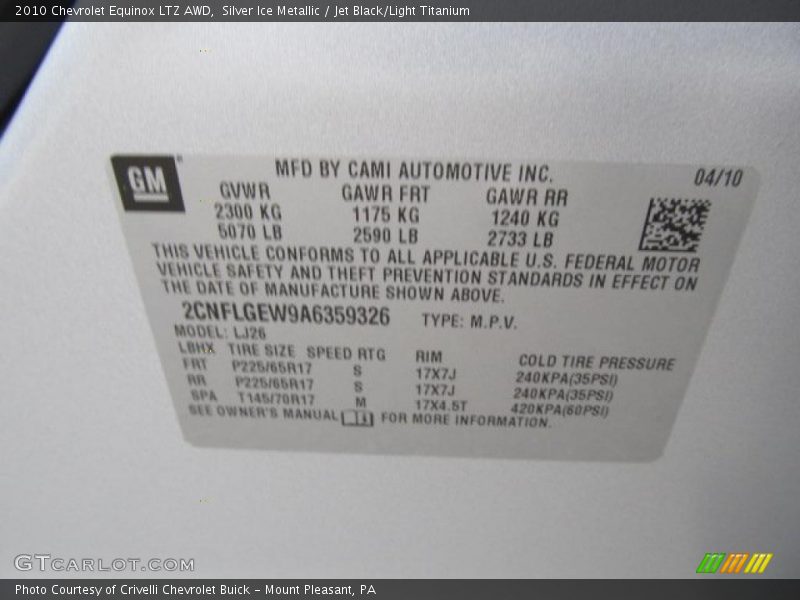 2010 Chevrolet Equinox LTZ AWD, Silver Ice Metallic / Jet Black/Light Titanium
GM
MFD BY CAMI AUTOMOTIVE INC. 04/10
GVWR GAWR FRT GAWR RR
2300 KG 1175 KG 1240 KG
5070 LB 2590 LB 2733 LB
THIS VEHICLE CONFORMS TO ALL APPLICABLE U.S. FEDERAL MOTOR
VEHICLE SAFETY AND THEFT PREVENTION STANDARDS IN EFFECT ON
THE DATE OF MANUFACTURE SHOWN ABOVE.
2CNFLGEW9A6359326 TYPE: M.P.V.
MODEL: LJ26
LBHX TIRE SIZE SPEED RTG RIM COLD TIRE PRESSURE
FRT P225/65R17 S 17X7J 240KPA(35PSI)
RR P225/65R17 S 17X7J 240KPA(35PSI)
SPA T145/70R17 M 17X4.5T 420KPA(60PSI)
SEE OWNER'S MANUAL FOR MORE INFORMATION.
GTCARLOT.COM
Photo Courtesy of Crivelli Chevrolet Buick – Mount Pleasant, PA